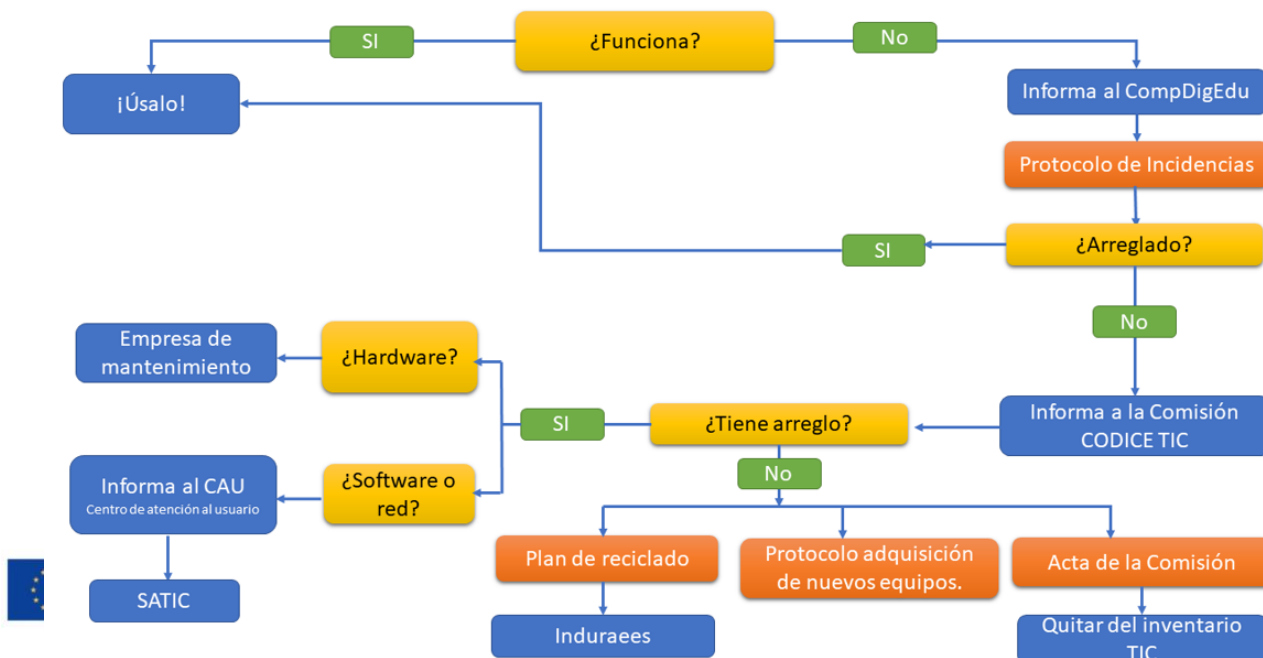 ¿Funciona?
SI
No
¡Úsalo!
Informa al CompDigEdu
Protocolo de Incidencias
¿Arreglado?
SI
No
Empresa de
mantenimiento
¿Hardware?
SI
¿Tiene arreglo?
Informa a la Comisión
CODICE TIC
Informa al CAU
Centro de atención al usuario
¿Software o
red?
No
Plan de reciclado
Protocolo adquisición
de nuevos equipos.
Acta de la Comisión
SATIC
Induraees
Quitar del inventario
TIC